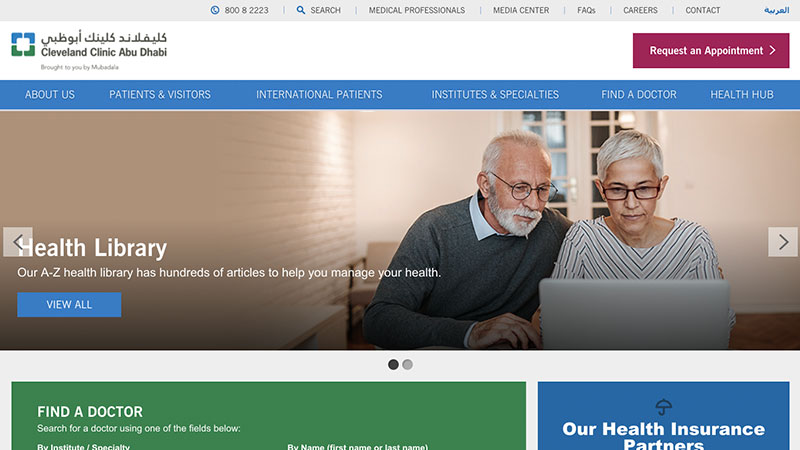 800 8 2223
SEARCH
MEDICAL PROFESSIONALS
MEDIA CENTER
FAQs
CAREERS
CONTACT
العربية
كليفلاند كلينك أبوظبي
Cleveland Clinic Abu Dhabi
Brought to you by Mubadala
Request an Appointment
ABOUT US
PATIENTS & VISITORS
INTERNATIONAL PATIENTS
INSTITUTES & SPECIALTIES
FIND A DOCTOR
HEALTH HUB
Health Library
Our A-Z health library has hundreds of articles to help you manage your health.
VIEW ALL
FIND A DOCTOR
Search for a doctor using one of the fields below:
By Institute / Specialty
By Name (first name or last name)
Our Health Insurance
Partners